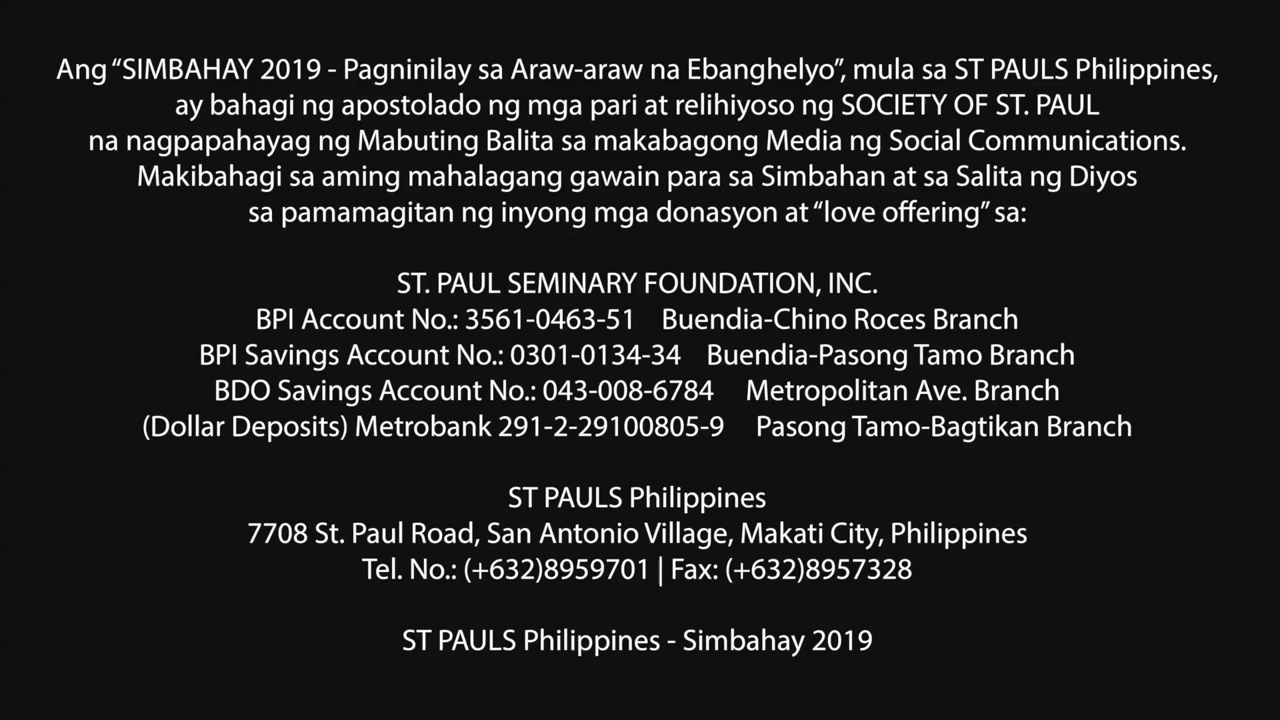 Ang “SIMBAHAY 2019 - Pagninilay sa Araw-araw na Ebanghelyo”, mula sa ST PAULS Philippines,
ay bahagi ng apostolado ng mga pari at relihiyoso ng SOCIETY OF ST. PAUL
na nagpapahayag ng Mabuting Balita sa makabagong Media ng Social Communications.
Makibahagi sa aming mahalagang gawain para sa Simbahan at sa Salita ng Diyos
sa pamamagitan ng inyong mga donasyon at “love offering” sa:
ST. PAUL SEMINARY FOUNDATION, INC.
BPI Account No.: 3561-0463-51 Buendia-Chino Roces Branch
BPI Savings Account No.: 0301-0134-34 Buendia-Pasong Tamo Branch
BDO Savings Account No.: 043-008-6784 Metropolitan Ave. Branch
(Dollar Deposits) Metrobank 291-2-29100805-9 Pasong Tamo-Bagtikan Branch
ST PAULS Philippines
7708 St. Paul Road, San Antonio Village, Makati City, Philippines
Tel. No.: (+632)8959701 | Fax: (+632)8957328
ST PAULS Philippines - Simbahay 2019